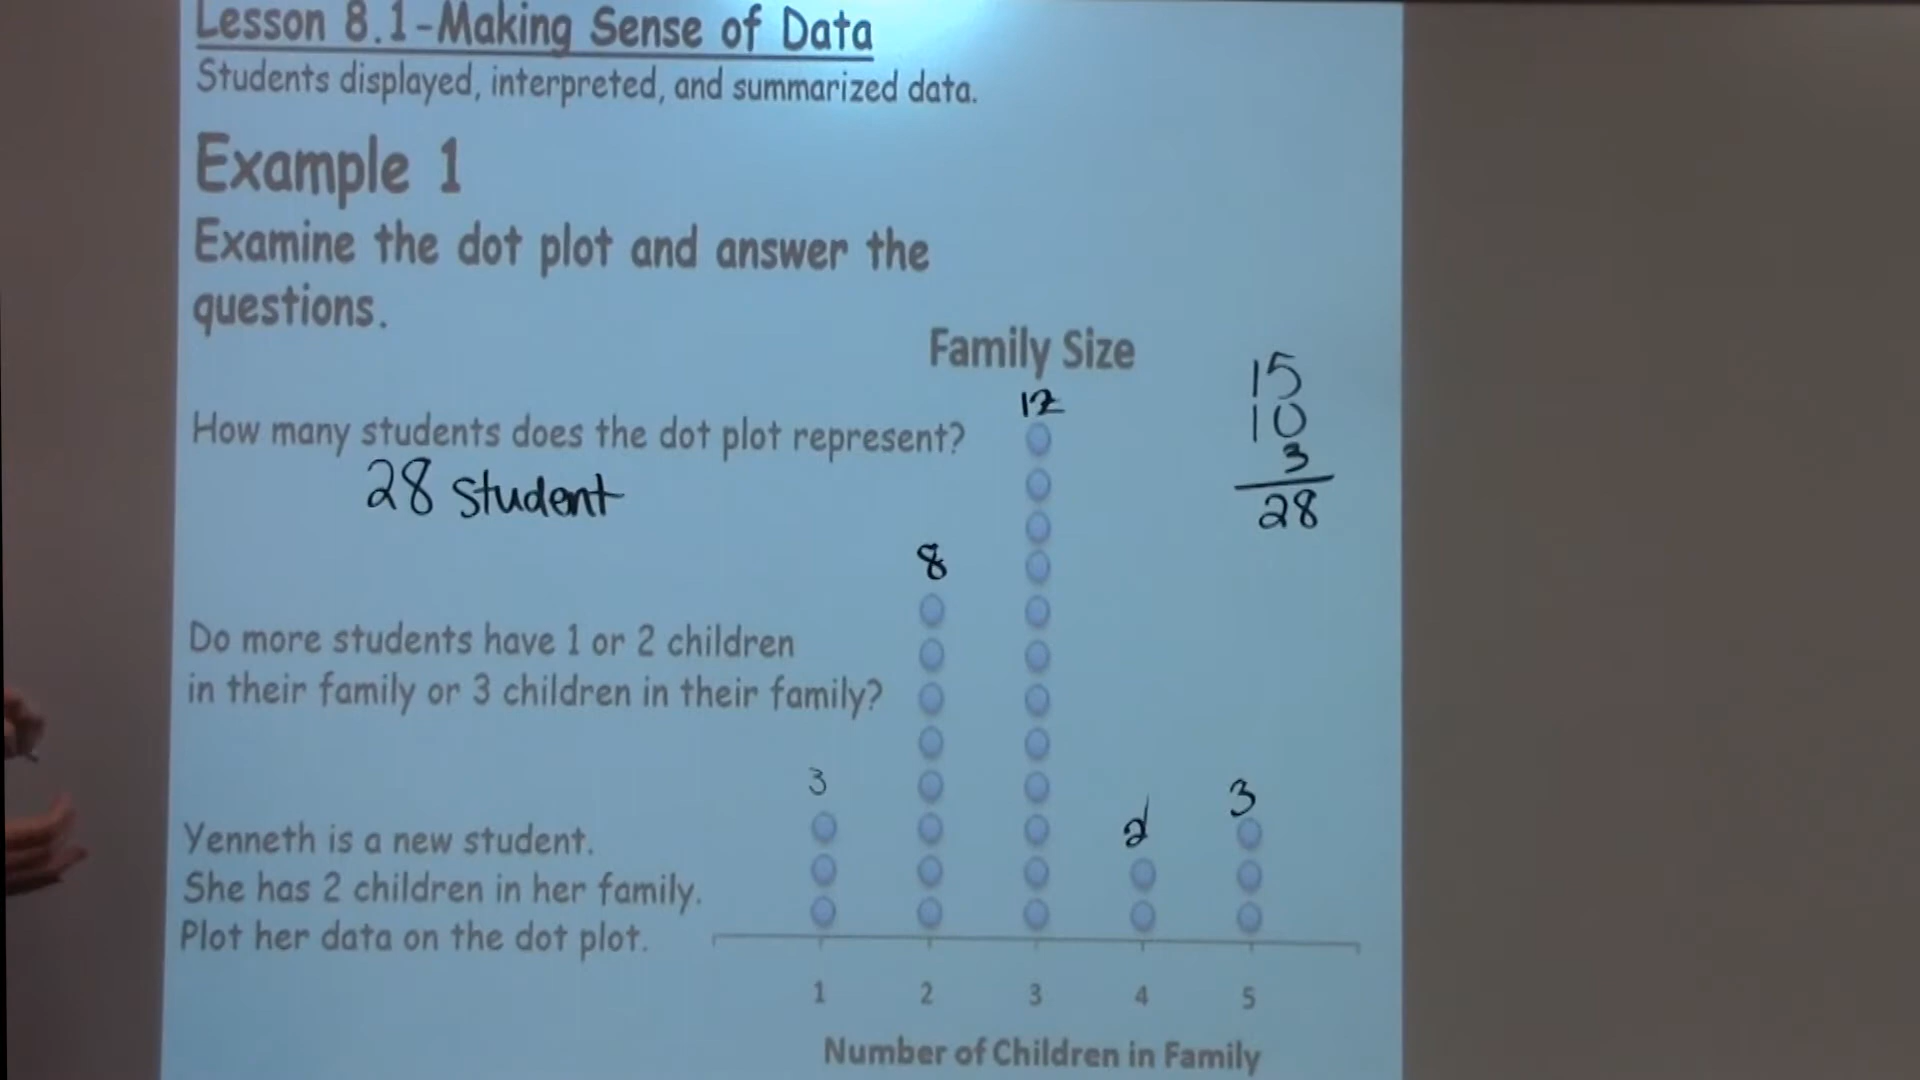 Lesson 8.1-Making Sense of Data
Students displayed, interpreted, and summarized data.
Example 1
Examine the dot plot and answer the
questions.
Family Size
How many students does the dot plot represent?
28 student
Do more students have 1 or 2 children
in their family or 3 children in their family?
Yenneth is a new student.
She has 2 children in her family.
Plot her data on the dot plot.
15
10
3
28
12
8
3
2
3
1 2 3 4 5
Number of Children in Family